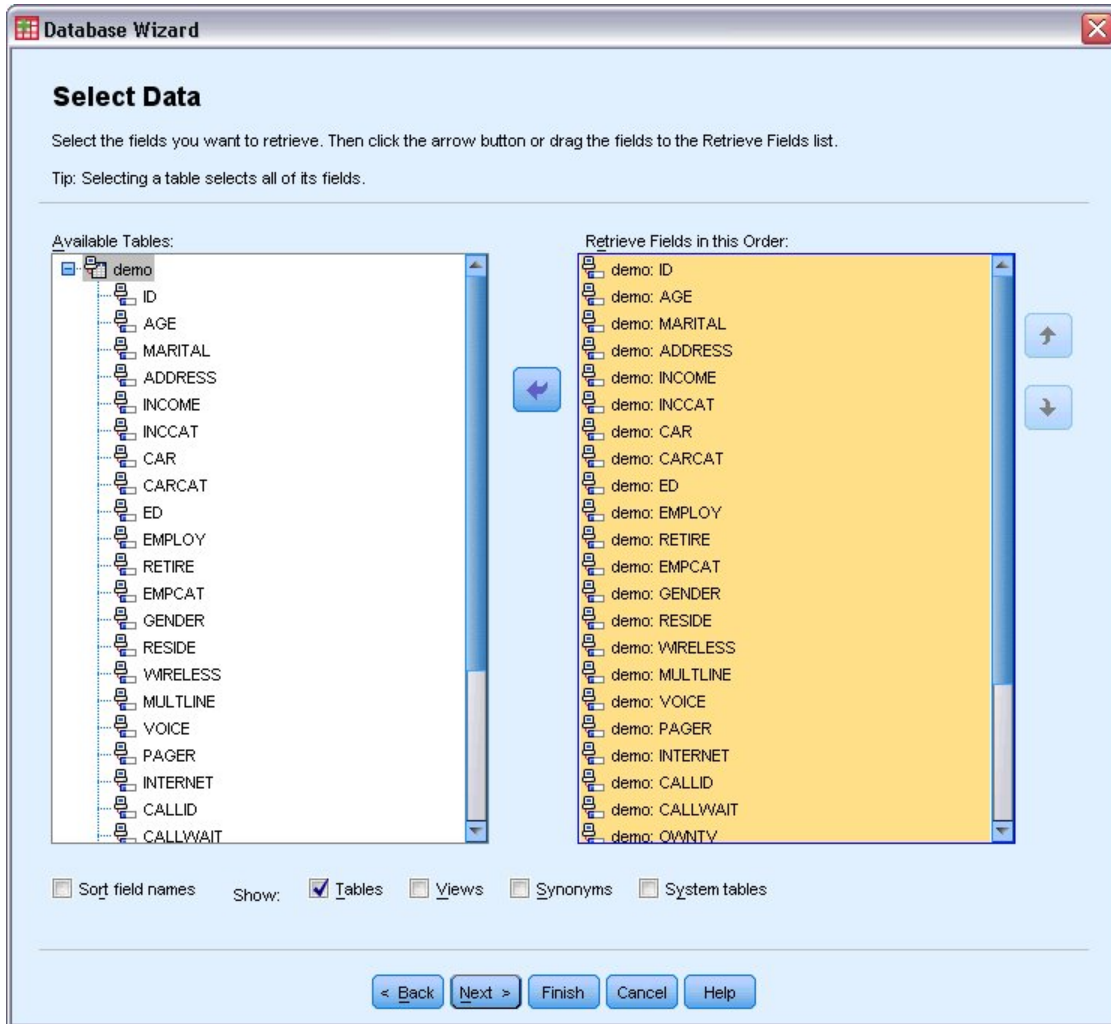 Database Wizard
Select Data
Select the fields you want to retrieve. Then click the arrow button or drag the fields to the Retrieve Fields list.
Tip: Selecting a table selects all of its fields.
Available Tables:
demo
ID
AGE
MARITAL
ADDRESS
INCOME
INCCAT
CAR
CARCAT
ED
EMPLOY
RETIRE
EMPCAT
GENDER
RESIDE
WIRELESS
MULTLINE
VOICE
PAGER
INTERNET
CALLID
CALLWAIT
Retrieve Fields in this Order:
demo: ID
demo: AGE
demo: MARITAL
demo: ADDRESS
demo: INCOME
demo: INCCAT
demo: CAR
demo: CARCAT
demo: ED
demo: EMPLOY
demo: RETIRE
demo: EMPCAT
demo: GENDER
demo: RESIDE
demo: WIRELESS
demo: MULTLINE
demo: VOICE
demo: PAGER
demo: INTERNET
demo: CALLID
demo: CALLWAIT
demo: OWNTV
Sort field names Show: Tables Views Synonyms System tables
< Back Next > Finish Cancel Help